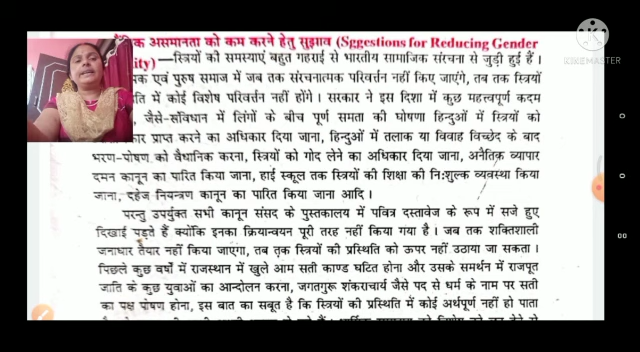 क असमानता को कम करने हेतु सुझाव (Sggestions for Reducing Gender
ity)—स्त्रियों की समस्याएं बहुत गहराई से भारतीय सामाजिक संरचना से जुड़ी हुई हैं।
एवं पुरुष समाज में जब तक संरचनात्मक परिवर्तन नहीं किए जाएंगे, तब तक स्त्रियों
ति में कोई विशेष परिवर्तन नहीं होंगे। सरकार ने इस दिशा में कुछ महत्त्वपूर्ण कदम
जैसे-संविधान में लिंगों के बीच पूर्ण समता की घोषणा हिन्दुओं में स्त्रियों को
प्राप्त करने का अधिकार दिया जाना, हिन्दुओं में तलाक या विवाह विच्छेद के बाद
भरण-पोषण को वैधानिक करना, स्त्रियों को गोद लेने का अधिकार दिया जाना, अनैतिक व्यापार
दमन कानून का पारित किया जाना, हाई स्कूल तक स्त्रियों की शिक्षा की निःशुल्क व्यवस्था किया
जाना, दहेज नियन्त्रण कानून का पारित किया जाना आदि।
परन्तु उपर्युक्त सभी कानून संसद के पुस्तकालय में पवित्र दस्तावेज के रूप में सजे हुए
दिखाई पड़ते हैं क्योंकि इनका क्रियान्वयन पूरी तरह नहीं किया गया है। जब तक शक्तिशाली
जनाधार तैयार नहीं किया जाएगा, तब तक स्त्रियों की प्रस्थिति को ऊपर नहीं उठाया जा सकता।
पिछले कुछ वर्षों में राजस्थान में खुले आम सती काण्ड घटित होना और उसके समर्थन में राजपूत
जाति के कुछ युवाओं का आन्दोलन करना, जगतगुरू शंकराचार्य जैसे पद से धर्म के नाम पर सती
का पक्ष पोषण होना, इस बात का सबूत है कि स्त्रियों की प्रस्थिति में कोई अर्थपूर्ण नहीं हो पाता
KINEMASTER